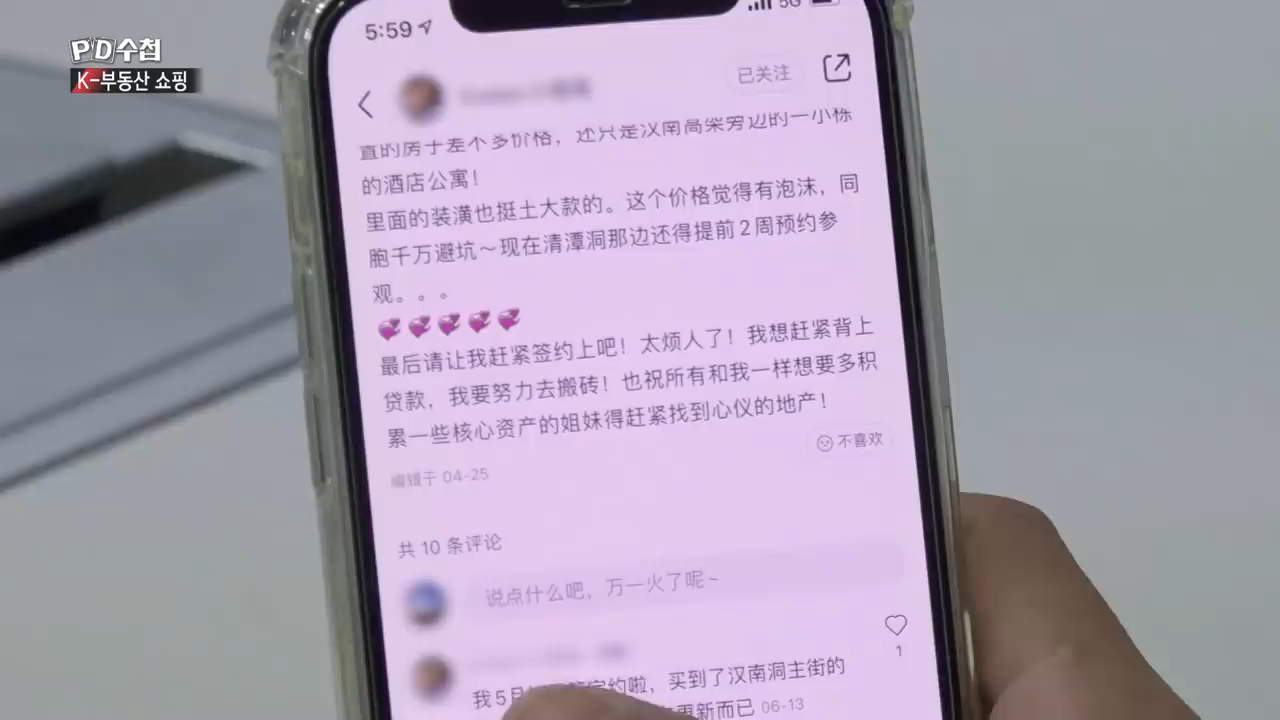 PD수첩
K-부동산 쇼핑
5:59
5G
已关注
的房子差不多价格，还只是汉南高架旁边的一小栋
的酒店公寓！
里面的装潢也挺土大款的。这个价格觉得有泡沫，同
胞千万避坑～现在清潭洞那边还得提前2周预约参
观。。。
最后请让我赶紧签约上吧！太烦人了！我想赶紧背上
贷款，我要努力去搬砖！也祝所有和我一样想要多积
累一些核心资产的姐妹得赶紧找到心仪的地产！
不喜欢
编辑于 04-25
共 10 条评论
说点什么吧，万一火了呢~
1
我5月 约啦，买到了汉南洞主街的
更新而已 06-13